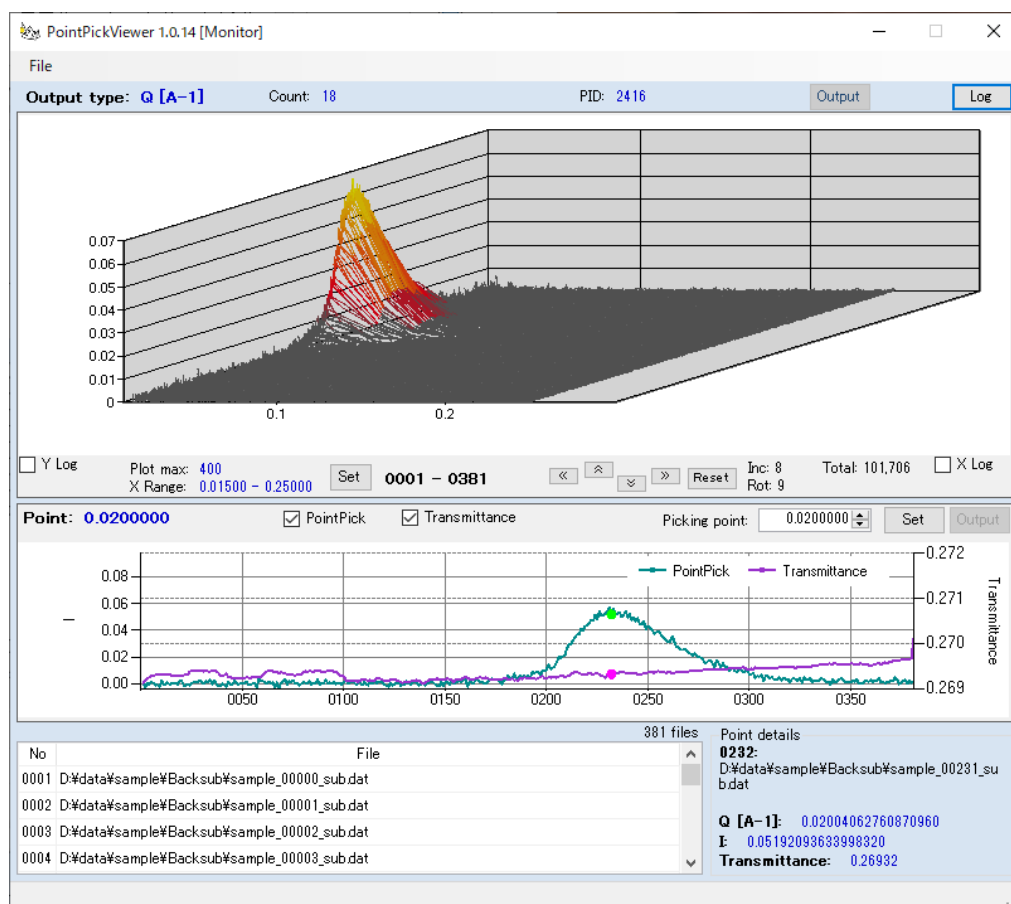 PointPickViewer 1.0.14 [Monitor]
File
Output type: Q [A-1] Count: 18 PID: 2416 Output Log
0.07
0.06
0.05
0.04
0.03
0.02
0.01
0
0.1 0.2
Y Log Plot max: 400 Set 0001 - 0381 Reset Inc: 8 Total: 101,706 X Log
X Range: 0.01500 - 0.25000 Rot: 9
Point: 0.0200000 PointPick Transmittance Picking point: 0.0200000 Set Output
PointPick Transmittance
I
0.08
0.06
0.04
0.02
0.00
0.272
0.271
0.270
0.269
Transmittance
0050 0100 0150 0200 0250 0300 0350
381 files
No File
0001 D:¥data¥sample¥Backsub¥sample_00000_sub.dat
0002 D:¥data¥sample¥Backsub¥sample_00001_sub.dat
0003 D:¥data¥sample¥Backsub¥sample_00002_sub.dat
0004 D:¥data¥sample¥Backsub¥sample_00003_sub.dat
Point details
0232:
D:¥data¥sample¥Backsub¥sample_00231_su
b.dat
Q [A-1]: 0.02004062760870960
I: 0.05192093633998320
Transmittance: 0.26932